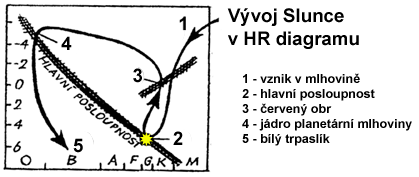 Vývoj Slunce
v HR diagramu
1 - vznik v mlhovině
2 - hlavní posloupnost
3 - červený obr
4 - jádro planetární mlhoviny
5 - bílý trpaslík
1
-4
4
-2
HLAVNÍ POSLOUPNOST
0
3
2
4
5
2
6
O B A F G K M